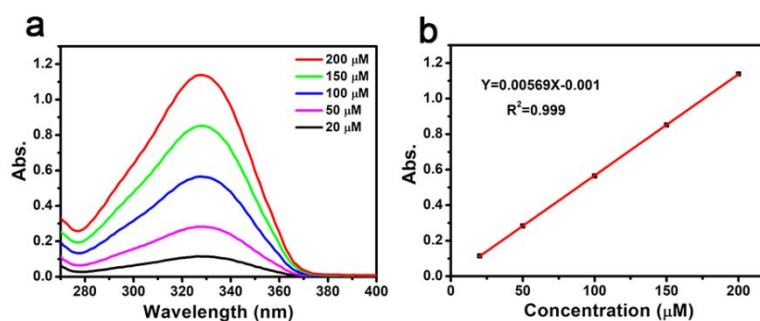 a
Abs.
1.2
1.0
0.8
0.6
0.4
0.2
0.0
280 300 320 340 360 380 400
Wavelength (nm)
200 μM
150 μM
100 μM
50 μM
20 μM
b
Abs.
1.2
1.0
0.8
0.6
0.4
0.2
0.0
0 50 100 150 200
Concentration (μM)
Y=0.00569X-0.001
R²=0.999